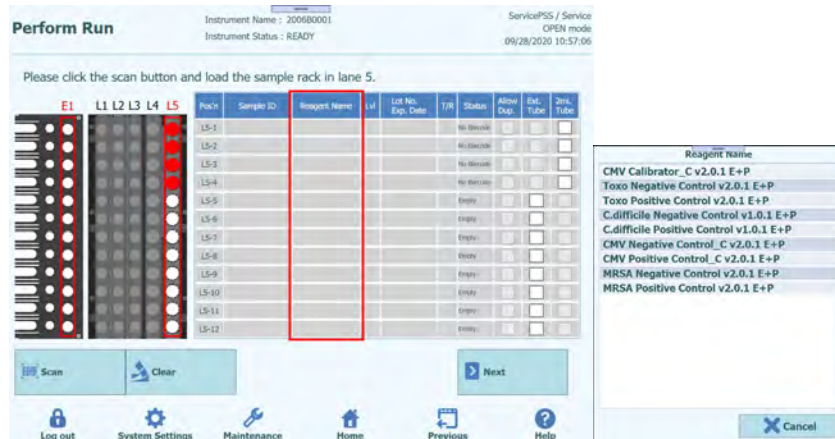 Perform Run
Instrument Name : 2006B0001
Instrument Status : READY
ServicePSS / Service
OPEN mode
09/28/2020 10:57:06
Please click the scan button and load the sample rack in lane 5.
E1 L1 L2 L3 L4 L5
Pos'n Sample ID Reagent Name Lvl Lot No. Exp. Date T/R Status Allow Dup. Ext. Tube 2mL Tube
L5-1 No Barcode
L5-2 No Barcode
L5-3 No Barcode
L5-4 No Barcode
L5-5 Empty
L5-6 Empty
L5-7 Empty
L5-8 Empty
L5-9 Empty
L5-10 Empty
L5-11 Empty
L5-12 Empty
Scan
Clear
Next
Log out
System Settings
Maintenance
Home
Previous
Help
Reagent Name
CMV Calibrator_C v2.0.1 E+P
Toxo Negative Control v2.0.1 E+P
Toxo Positive Control v2.0.1 E+P
C.difficile Negative Control v1.0.1 E+P
C.difficile Positive Control v1.0.1 E+P
CMV Negative Control_C v2.0.1 E+P
CMV Positive Control_C v2.0.1 E+P
MRSA Negative Control v2.0.1 E+P
MRSA Positive Control v2.0.1 E+P
Cancel